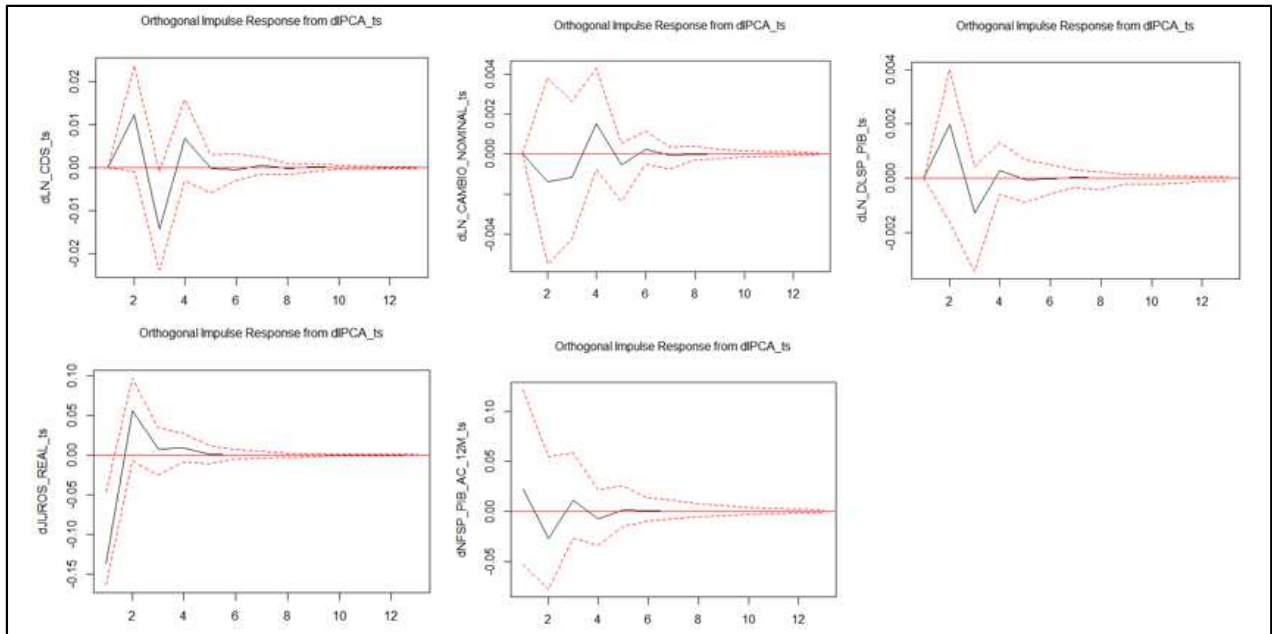 Orthogonal Impulse Response from dIPCA_ts
dLN_CDS_ts
0.02
0.01
0.00
-0.01
-0.02
2 4 6 8 10 12
Orthogonal Impulse Response from dIPCA_ts
dLN_CAMBIO_NOMINAL_ts
0.004
0.002
0.000
-0.004
2 4 6 8 10 12
Orthogonal Impulse Response from dIPCA_ts
dLN_DLSP_PIB_ts
0.004
0.002
0.000
-0.002
2 4 6 8 10 12
Orthogonal Impulse Response from dIPCA_ts
dJUROS_REAL_ts
0.10
0.05
0.00
-0.05
-0.10
-0.15
2 4 6 8 10 12
Orthogonal Impulse Response from dIPCA_ts
dNFSP_PIB_AC_12M_ts
0.10
0.05
0.00
-0.05
2 4 6 8 10 12